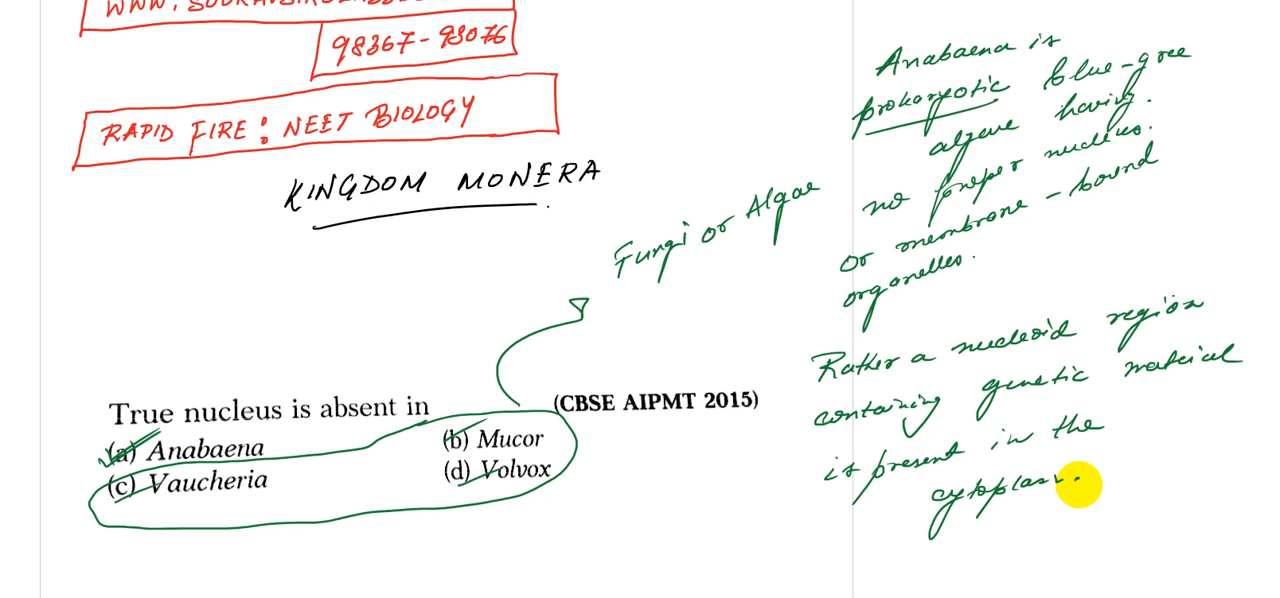 98367-93076
RAPID FIRE: NEET BIOLOGY
KINGDOM MONERA
Fungi or Algae
True nucleus is absent in
(CBSE AIPMT 2015)
(a) Anabaena
(b) Mucor
(c) Vaucheria
(d) Volvox
Anabaena is
prokaryotic blue-gree
algeae having.
no proper nucleus.
or membrane-bound
organelles.
Rather a nucleoid region
containing genetic material
is present in the
cytoplasm.